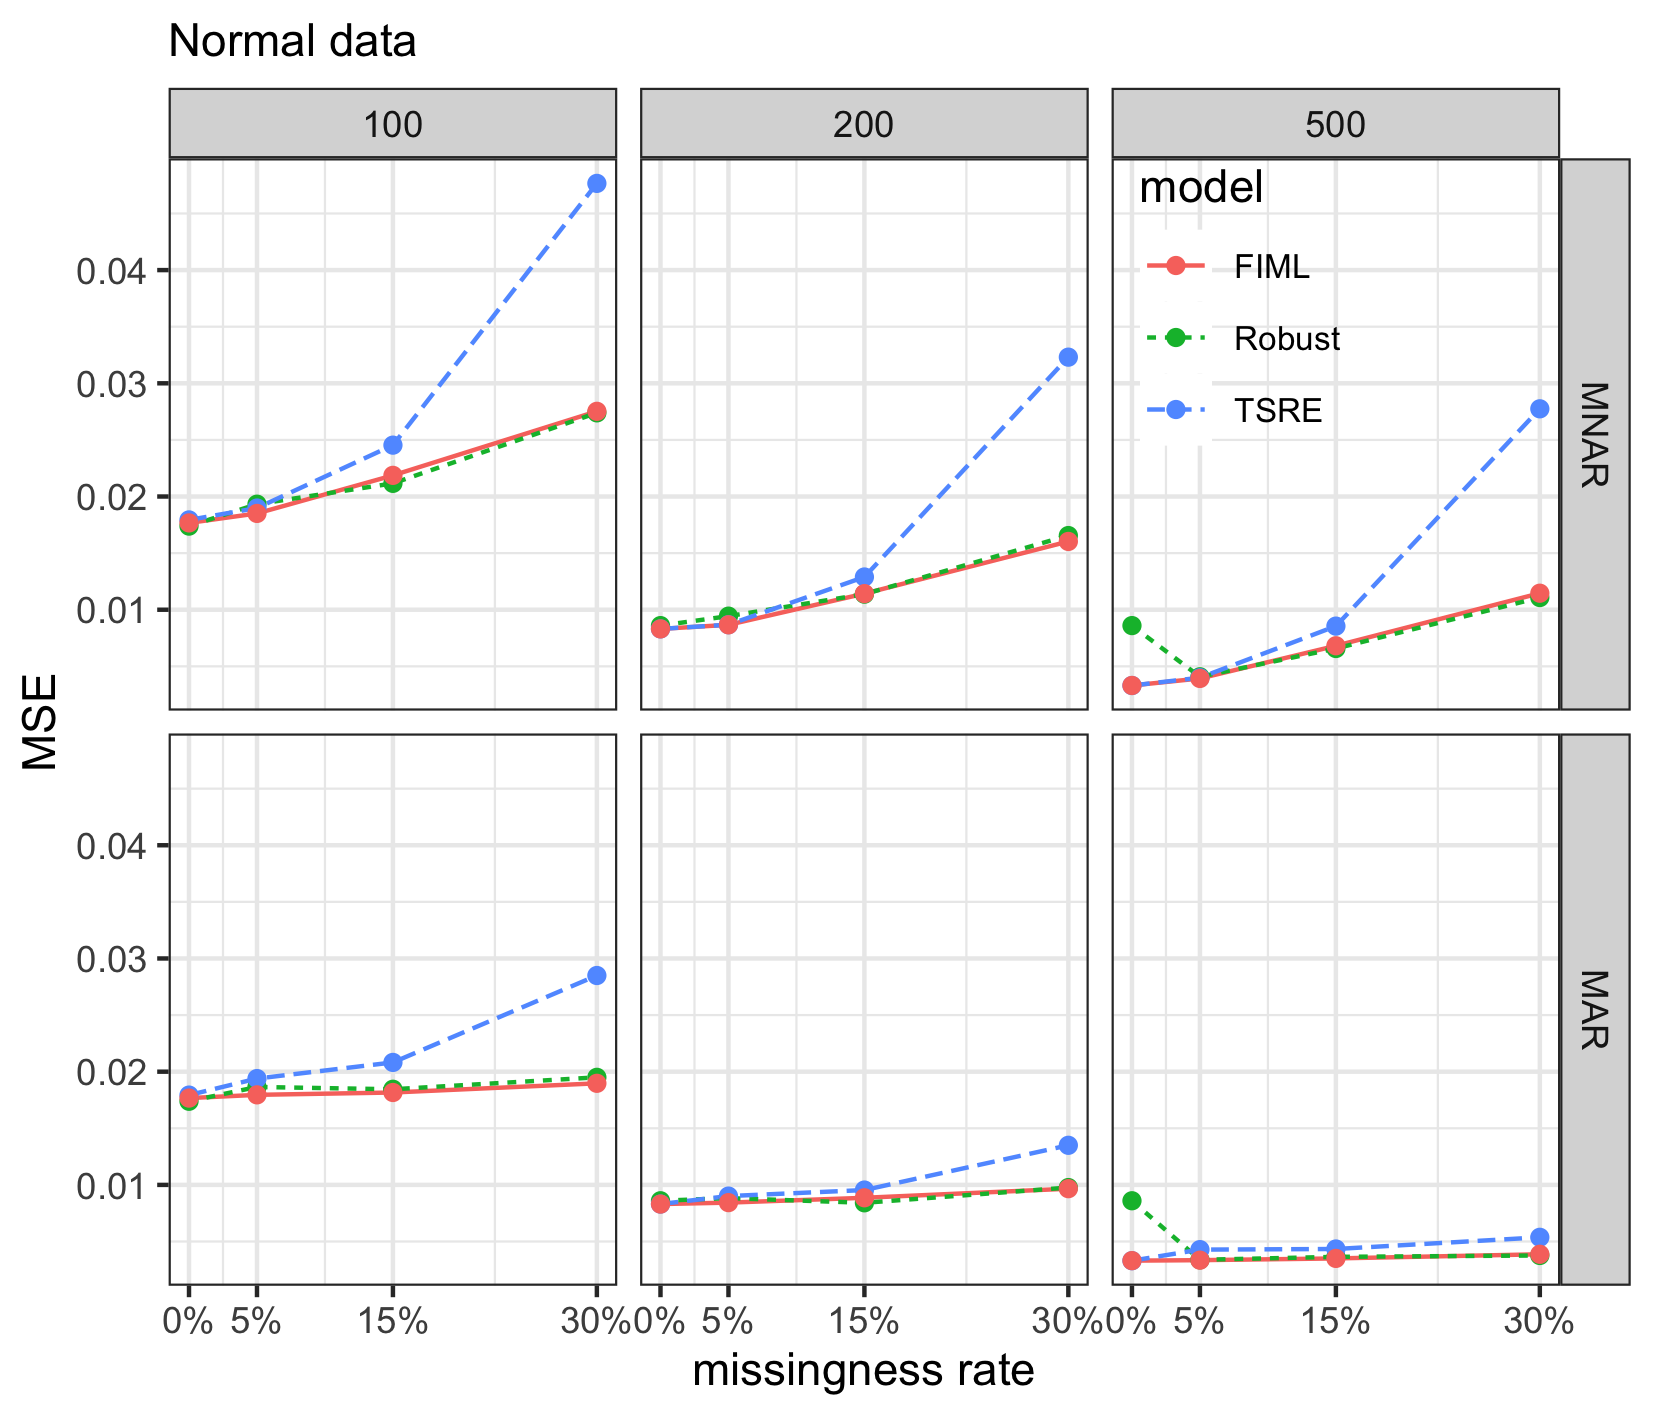 Normal data
100 200 500
model
FIML
Robust
TSRE
0.04
0.03
0.02
0.01
MNAR
MSE
0.04
0.03
0.02
0.01
MAR
0% 5% 15% 30% 0% 5% 15% 30% 0% 5% 15% 30%
missingness rate